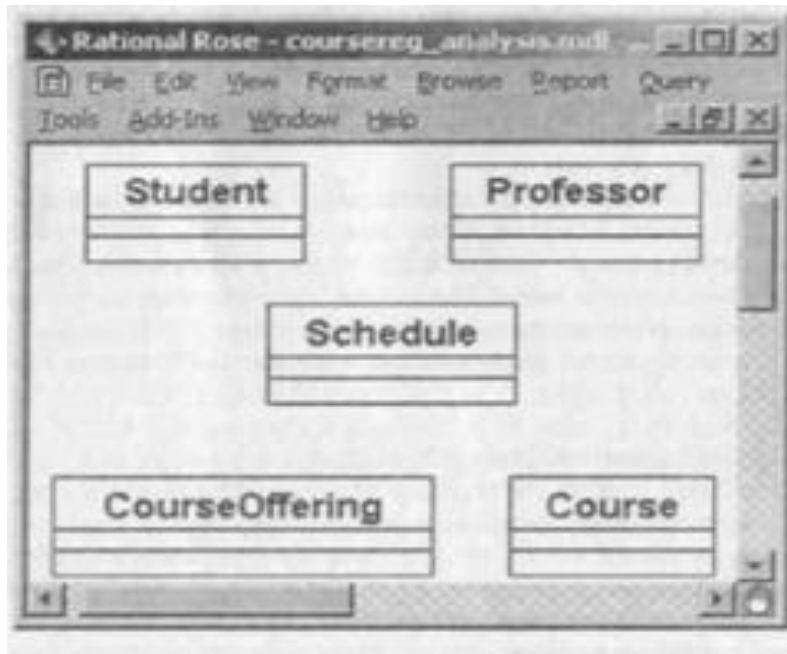 Rational Rose - coursereg_analysis.mdl - ...
File Edit View Format Browse Report Query
Tools Add-Ins Window Help
Student
Professor
Schedule
CourseOffering
Course